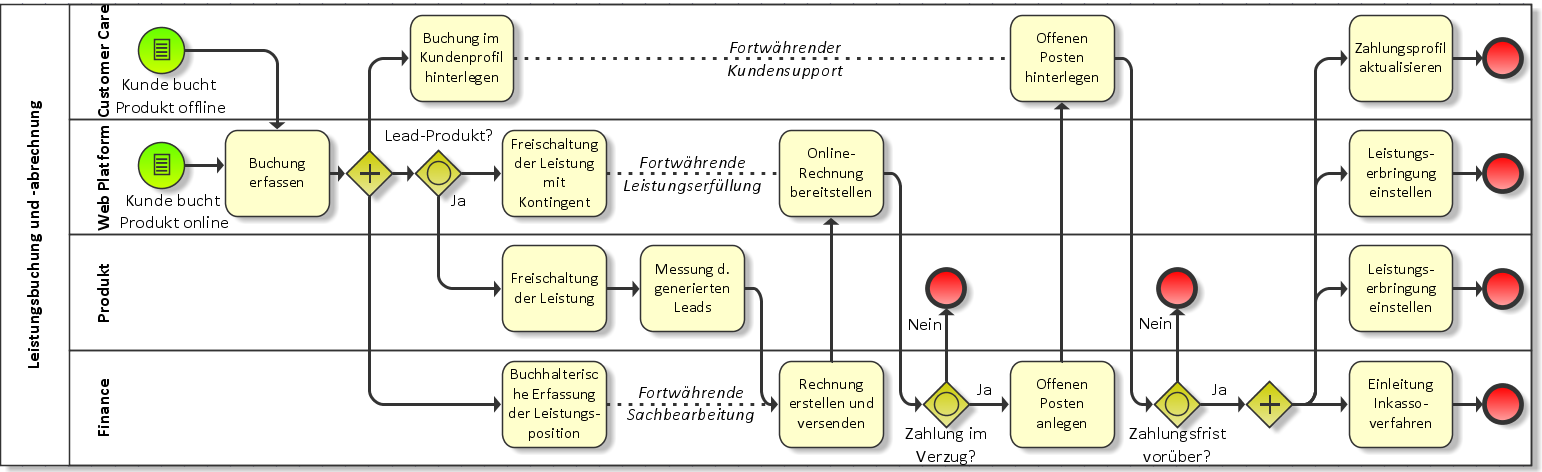 Leistungsbuchung und -abrechnung
Customer Care
Kunde bucht
Produkt offline
Buchung im
Kundenprofil
hinterlegen
Fortwährender
Kundensupport
Offenen
Posten
hinterlegen
Zahlungsprofil
aktualisieren
Web Platform
Kunde bucht
Produkt online
Buchung
erfassen
Lead-Produkt?
Ja
Freischaltung
der Leistung
mit
Kontingent
Fortwährende
Leistungserfüllung
Online-
Rechnung
bereitstellen
Leistungs-
erbringung
einstellen
Produkt
Freischaltung
der Leistung
Messung d.
generierten
Leads
Nein
Nein
Leistungs-
erbringung
einstellen
Finance
Buchhalterisc
he Erfassung
der Leistungs-
position
Fortwährende
Sachbearbeitung
Rechnung
erstellen und
versenden
Zahlung im
Verzug?
Ja
Offenen
Posten
anlegen
Zahlungsfrist
vorüber?
Ja
Einleitung
Inkasso-
verfahren